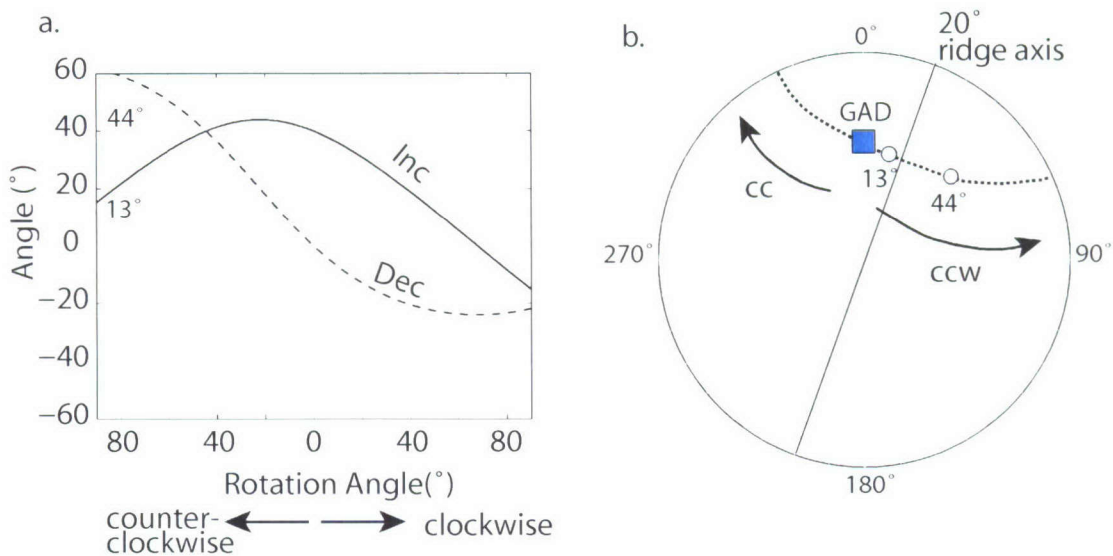 a.
60
44°
40
13°
20
0
−20
−40
−60
Angle (°)
Inc
Dec
80
40
0
40
80
Rotation Angle(°)
counter-
clockwise
clockwise
b.
0°
20°
ridge axis
GAD
13°
44°
cc
ccw
270°
90°
180°